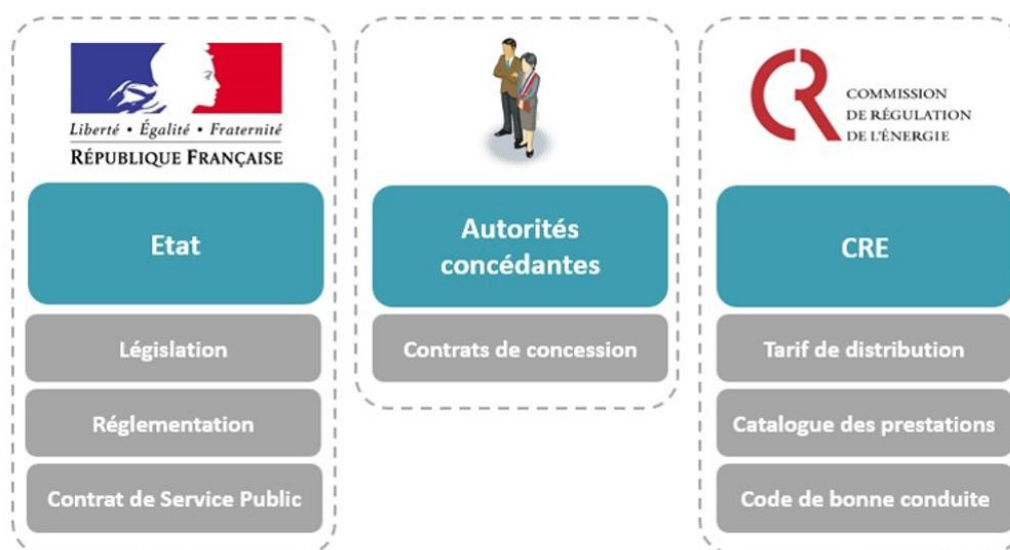 Liberté • Égalité • Fraternité
RÉPUBLIQUE FRANÇAISE
Etat
Législation
Réglementation
Contrat de Service Public
Autorités
concédantes
Contrats de concession
COMMISSION
DE RÉGULATION
DE L'ÉNERGIE
CRE
Tarif de distribution
Catalogue des prestations
Code de bonne conduite